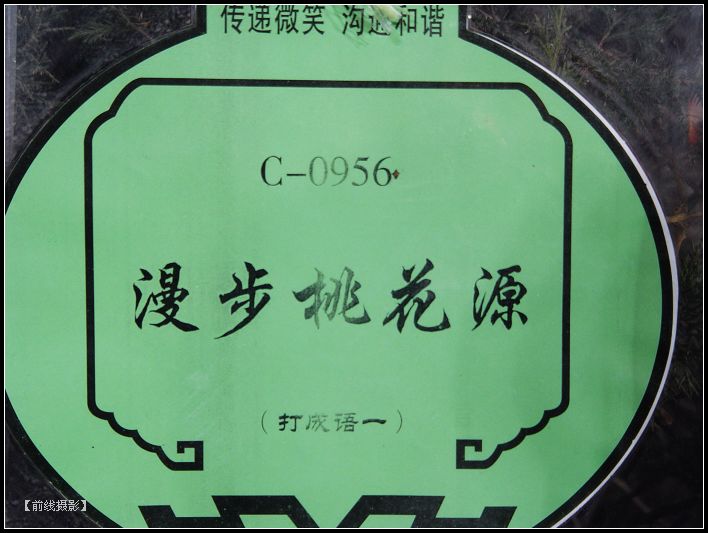 传递微笑 沟通和谐
C-0956
漫步桃花源
(打成语一)
【前线摄影】